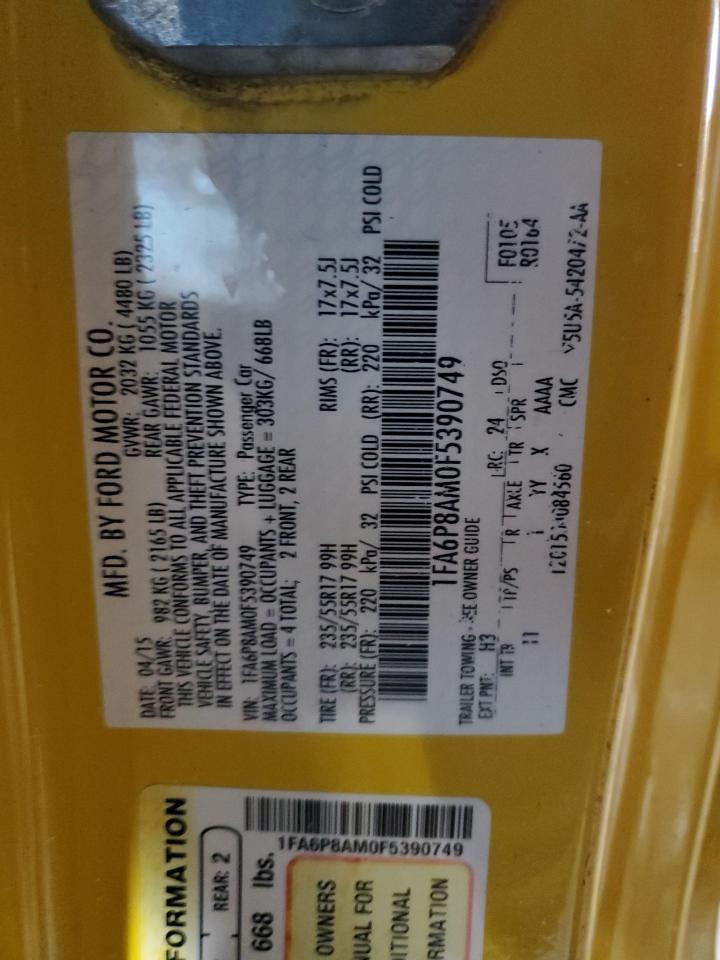 MFD. BY FORD MOTOR CO.
DATE: 04/15 GVWR: 2032 KG ( 4480 LB)
FRONT GAWR: 982 KG ( 2165 LB) REAR GAWR: 1055 KG ( 2325 LB)
THIS VEHICLE CONFORMS TO ALL APPLICABLE FEDERAL MOTOR
VEHICLE SAFETY, BUMPER, AND THEFT PREVENTION STANDARDS
IN EFFECT ON THE DATE OF MANUFACTURE SHOWN ABOVE.
VIN: 1FA6P8AM0F5390749 TYPE: Passenger Car
MAXIMUM LOAD = OCCUPANTS + LUGGAGE = 303KG/ 668LB
OCCUPANTS = 4 TOTAL; 2 FRONT, 2 REAR
TIRE (FR): 235/55R17 99H RIMS (FR): 17x7.5J
(RR): 235/55R17 99H (RR): 17x7.5J
PRESSURE (FR): 220 kPa/ 32 PSI COLD (RR): 220 kPa/ 32 PSI COLD
1FA6P8AM0F5390749
TRAILER TOWING - SEE OWNER GUIDE
EXT PNT: H3 RC: 24 DSO F0105
R0164
INT TR TP/PS R AXLE TR SPR
YY X AAAA
CMC
FORMATION
REAR: 2
668 lbs.
1FA6P8AM0F5390749
OWNERS
UAL FOR
ITIONAL
RMATION